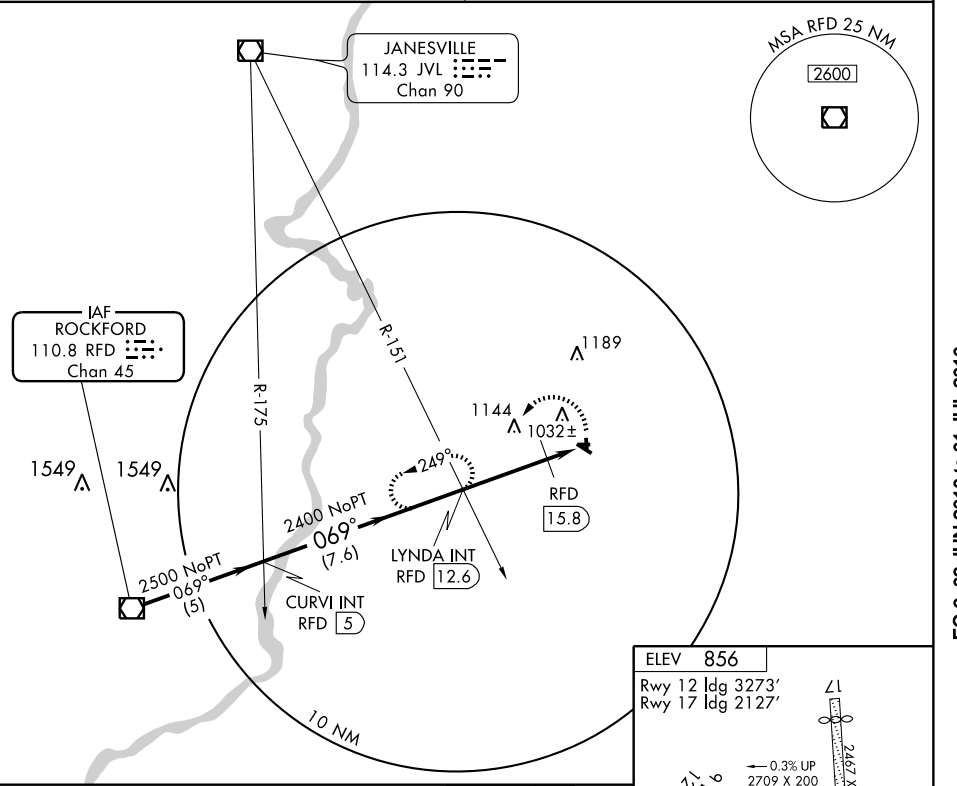 JANESVILLE
114.3 JVL
Chan 90
MSA RFD 25 NM
2600
IAF
ROCKFORD
110.8 RFD
Chan 45
R-151
R-175
1189
1144
1032±
1549
1549
249°
2400 NoPT
069°
(7.6)
RFD
15.8
LYNDA INT
RFD 12.6
2500 NoPT
069°
(5)
CURVI INT
RFD 5
10 NM
ELEV 856
Rwy 12 ldg 3273'
Rwy 17 ldg 2127'
17
2467 X
0.3% UP
2709 X 200
9